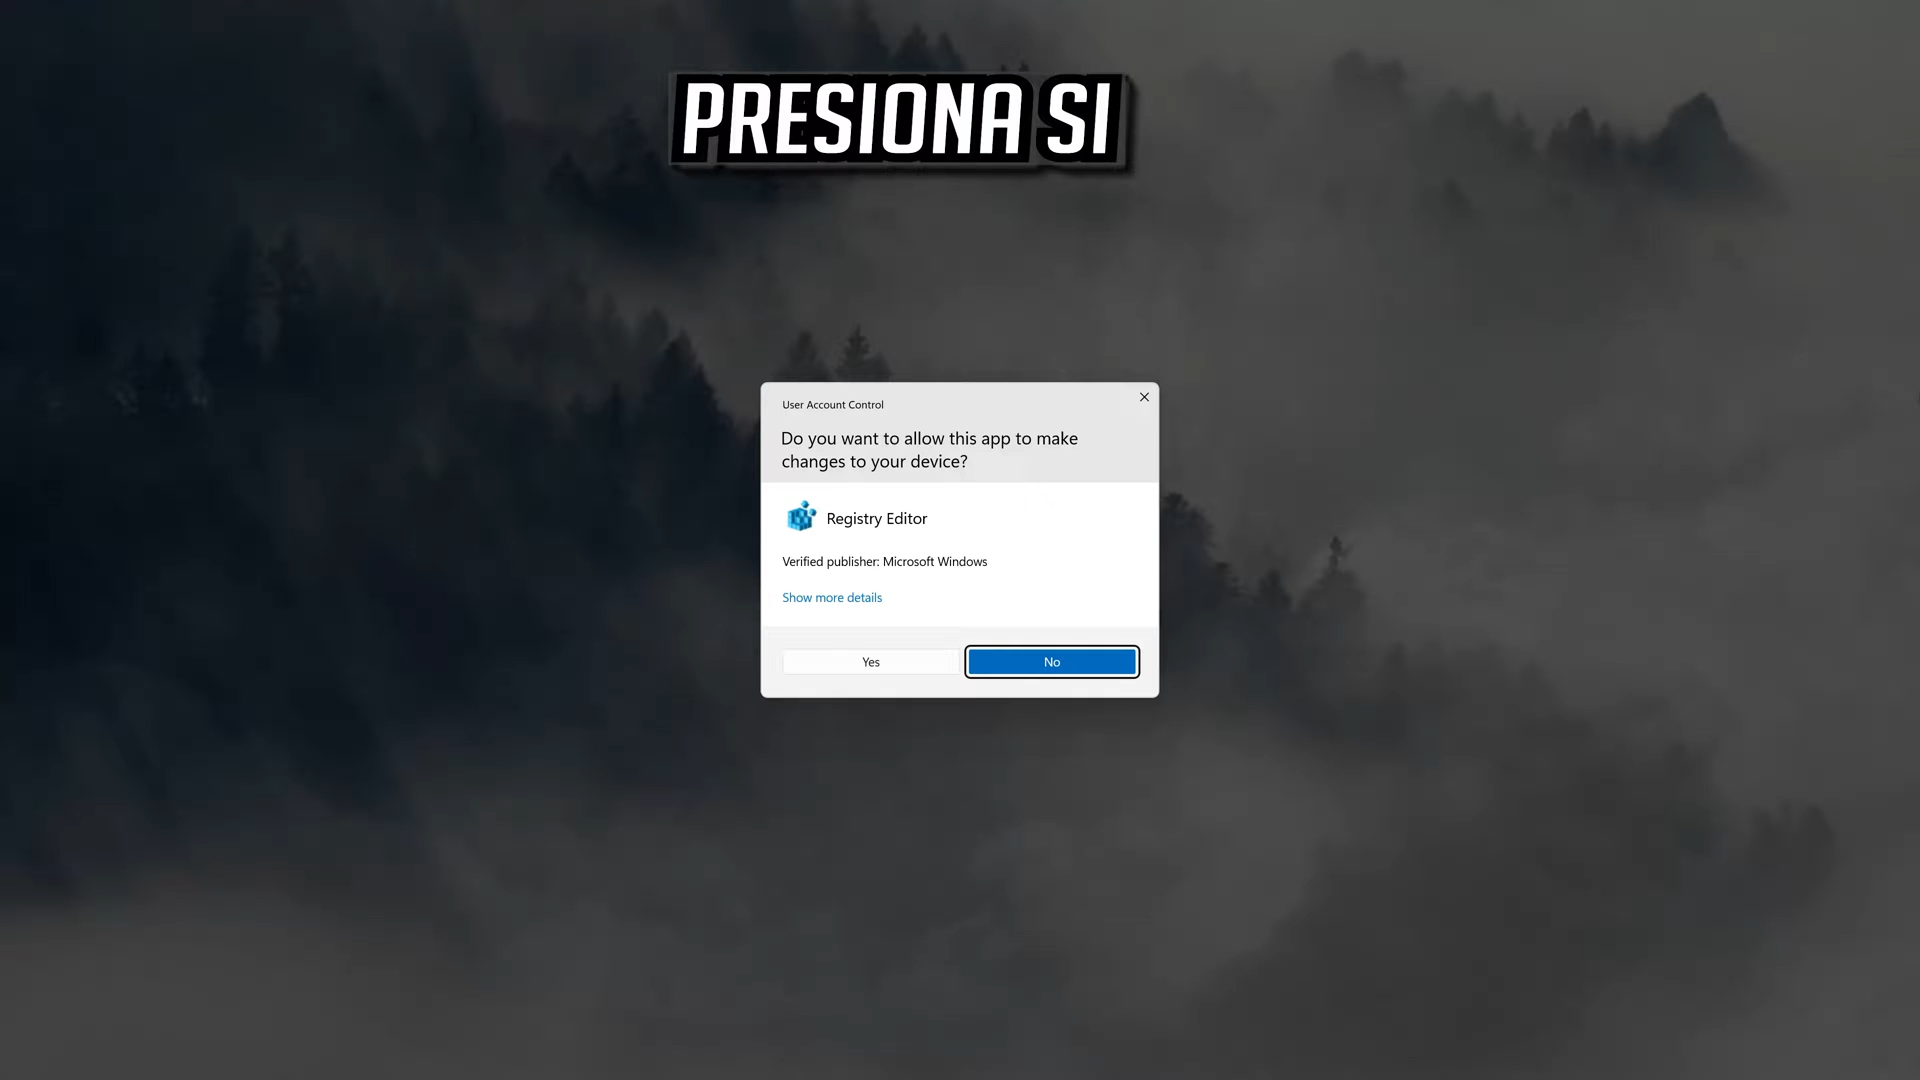 PRESIONA SI
User Account Control
Do you want to allow this app to make
changes to your device?
Registry Editor
Verified publisher: Microsoft Windows
Show more details
Yes
No